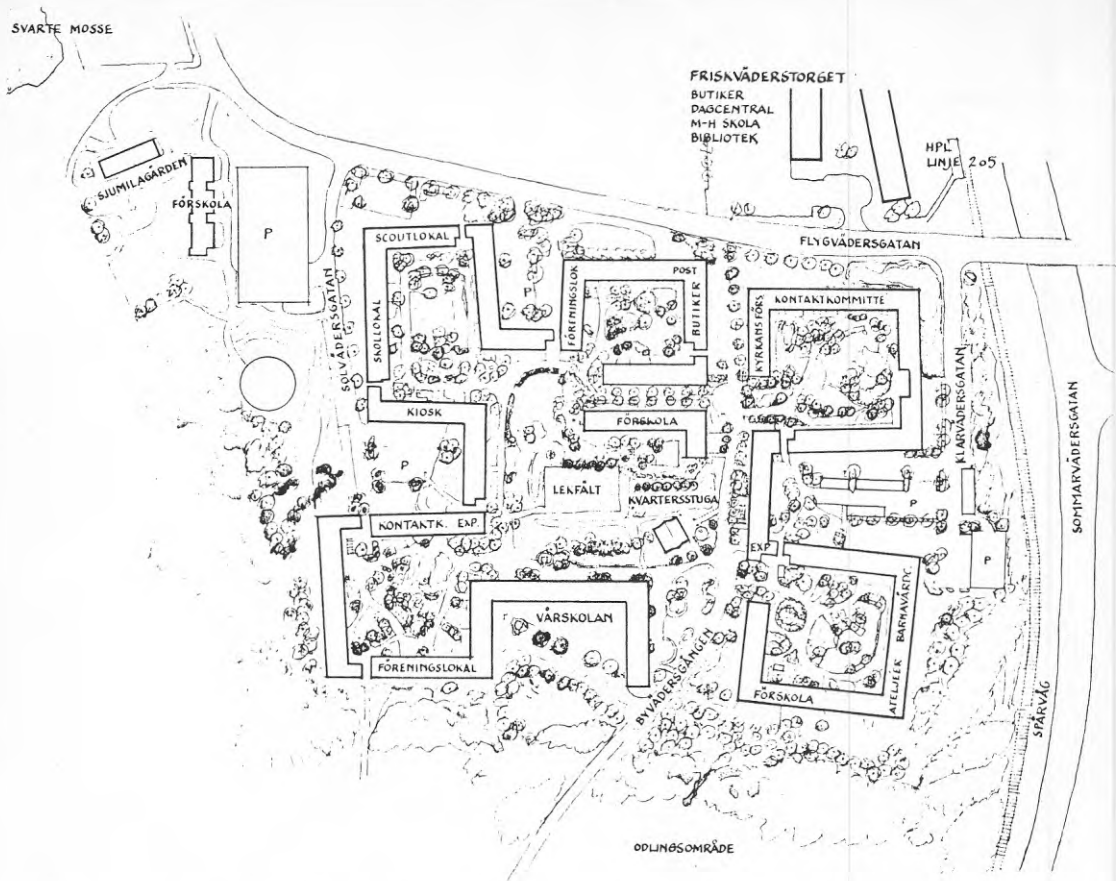 SVARTE MOSSE
FRISKVÄDERSTORGET
BUTIKER
DAGCENTRAL
M-H SKOLA
BIBLIOTEK
HPL
LINJE 205
SJUMILAGÅRDEN
FÖRSKOLA
P
SCOUTLOKAL
FLYGVÄDERSGATAN
SOLVÄDERSGATAN
SKOLLOKAL
P
FÖRENINGSLOK
POST
BUTIKER
KYRKANS FÖRS.
KONTAKTKOMMITTE
KLARVÄDERSGATAN
SOMMARVÄDERSGATAN
KIOSK
FÖRSKOLA
P
LEKFÄLT
KVARTERSSTUGA
P
KONTAKTK. EXP.
EXP
P
BARNAVÅRDC.
VÅRSKOLAN
FÖRENINGSLOKAL
BYVÄDERSGÅNGEN
FÖRSKOLA
ATELJEER
SPÅRVÄG
ODLINGSOMRÅDE